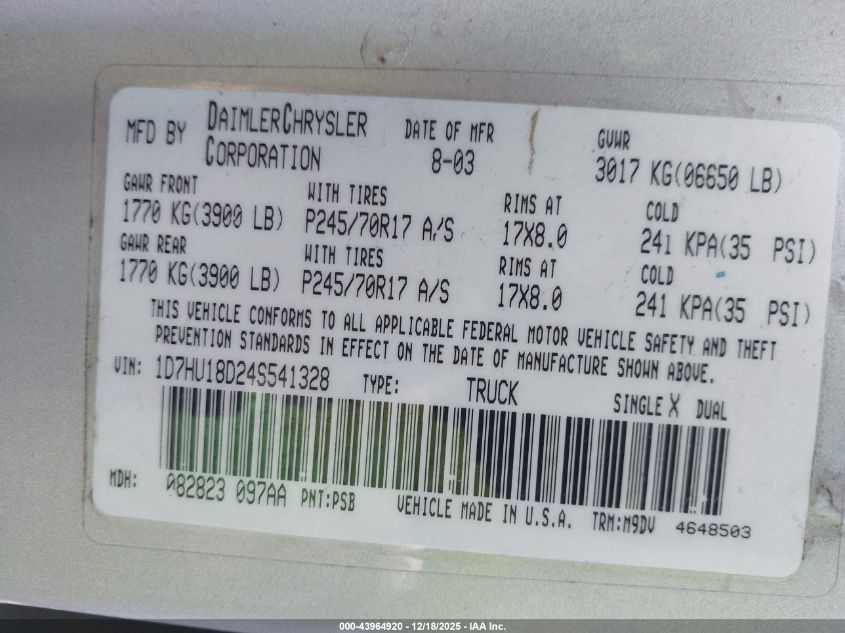 MFD BY DAIMLERCHRYSLER CORPORATION DATE OF MFR 8-03 GVWR 3017 KG(06650 LB)
GAWR FRONT WITH TIRES RIMS AT COLD
1770 KG(3900 LB) P245/70R17 A/S 17X8.0 241 KPA(35 PSI)
GAWR REAR WITH TIRES RIMS AT COLD
1770 KG(3900 LB) P245/70R17 A/S 17X8.0 241 KPA(35 PSI)
THIS VEHICLE CONFORMS TO ALL APPLICABLE FEDERAL MOTOR VEHICLE SAFETY AND THEFT
PREVENTION STANDARDS IN EFFECT ON THE DATE OF MANUFACTURE SHOWN ABOVE.
VIN: 1D7HU18D24S541328 TYPE: TRUCK SINGLE X DUAL
MDH: 082823 097AA PNT:PSB VEHICLE MADE IN U.S.A. TRM:M9DV 4648503
000-43964920 – 12/18/2025 – IAA Inc.